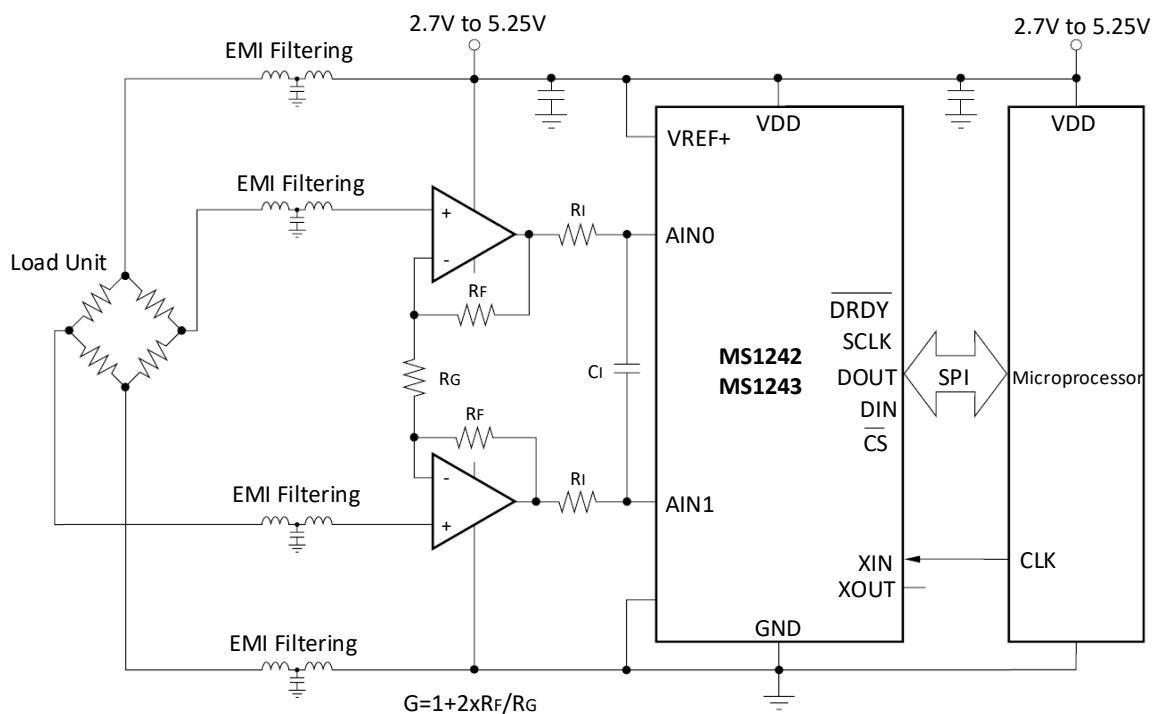 2.7V to 5.25V
2.7V to 5.25V
EMI Filtering
VDD
VDD
VREF+
EMI Filtering
RI
AIN0
Load Unit
+
-
RF
DRDY
SCLK
MS1242
MS1243
DOUT
SPI
Microprocessor
RG
CI
DIN
CS
RF
EMI Filtering
-
+
RI
AIN1
XIN
CLK
XOUT
EMI Filtering
GND
G=1+2xRF/RG